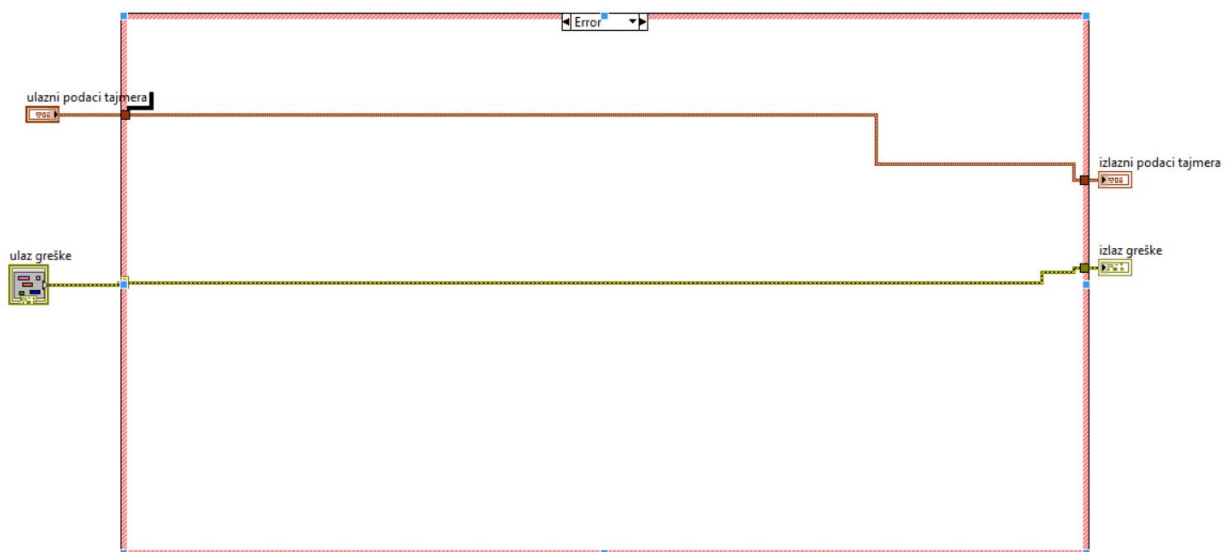 Error
ulazni podaci tajmera
izlazni podaci tajmera
ulaz greške
izlaz greške